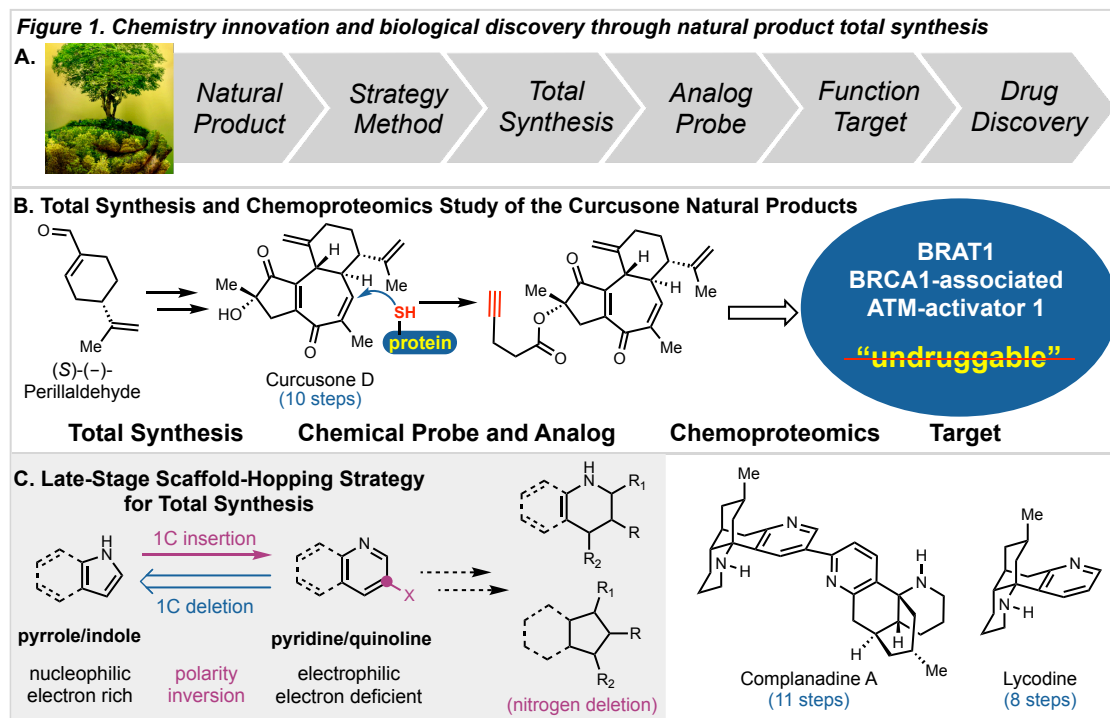 Figure 1. Chemistry innovation and biological discovery through natural product total synthesis
A.
Natural
Product
Strategy
Method
Total
Synthesis
Analog
Probe
Function
Target
Drug
Discovery
B. Total Synthesis and Chemoproteomics Study of the Curcusone Natural Products
O
Me
(S)-(−)-
Perillaldehyde
O
H
H
Me
Me
HO
O
Me
SH
protein
Curcusone D
(10 steps)
O
H
H
Me
Me
O
O
O
Me
BRAT1
BRCA1-associated
ATM-activator 1
“undruggable”
Total Synthesis
Chemical Probe and Analog
Chemoproteomics
Target
C. Late-Stage Scaffold-Hopping Strategy
for Total Synthesis
H
N
1C insertion
1C deletion
N
X
pyrrole/indole
pyridine/quinoline
nucleophilic
electron rich
polarity
inversion
electrophilic
electron deficient
H
N
R1
R
R2
R1
R
R2
(nitrogen deletion)
Me
N
N
H
N
H
N
H
H
Me
Complanadine A
(11 steps)
Me
N
N
H
Lycodine
(8 steps)